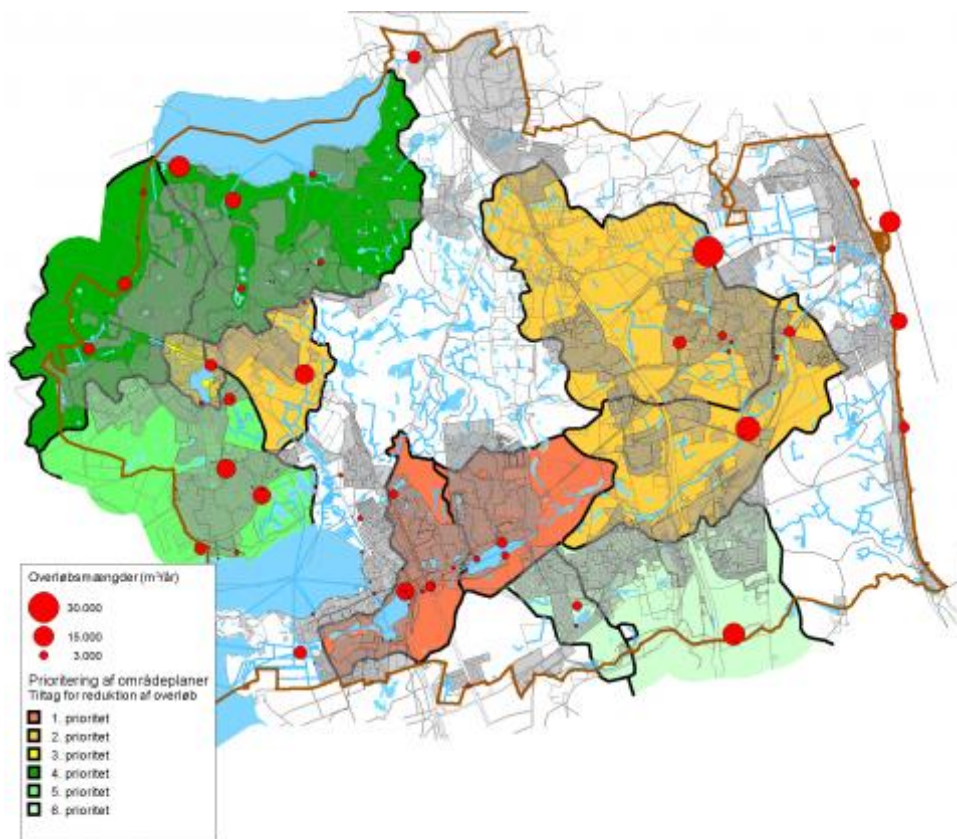 Overløbsmængder (m³/år)
30.000
15.000
3.000
Prioritering af områdeplaner
Tiltag for reduktion af overløb
1. prioritet
2. prioritet
3. prioritet
4. prioritet
5. prioritet
6. prioritet